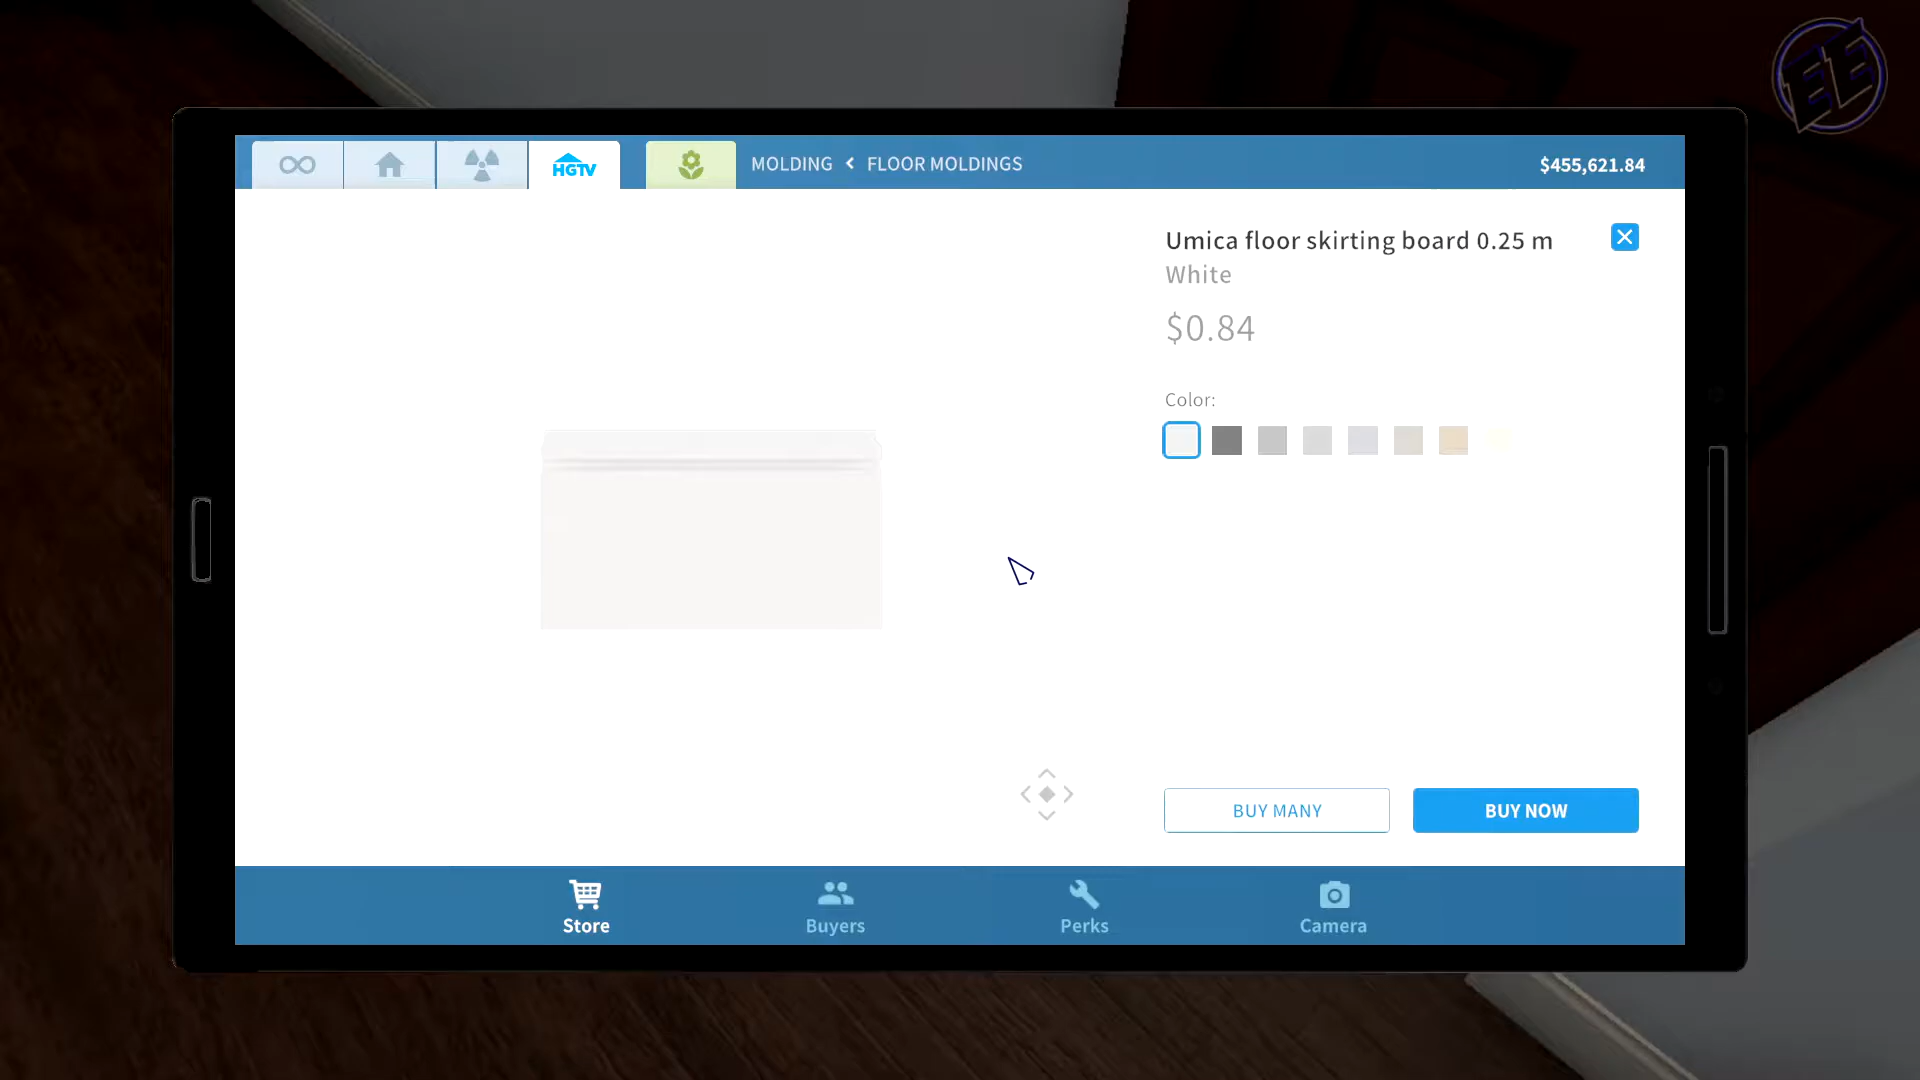 EE
HGTV
MOLDING < FLOOR MOLDINGS
$455,621.84
Umica floor skirting board 0.25 m
White
$0.84
Color:
BUY MANY
BUY NOW
Store
Buyers
Perks
Camera